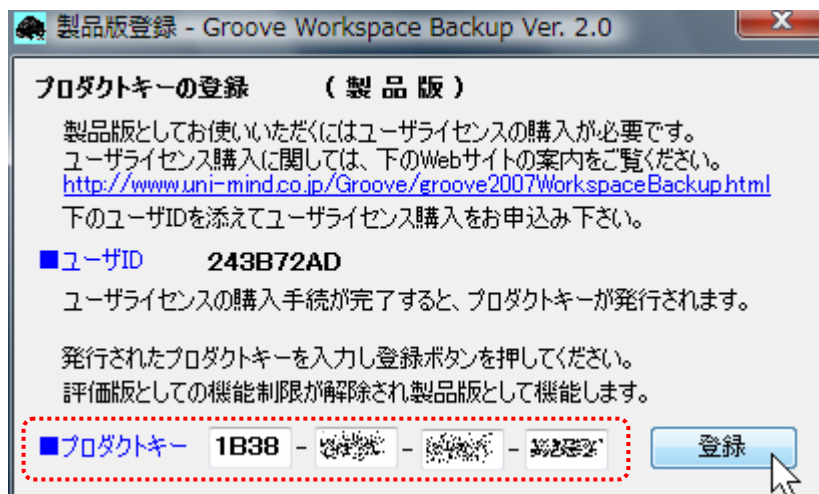 製品版登録 - Groove Workspace Backup Ver. 2.0
プロダクトキーの登録 ( 製 品 版 )
製品版としてお使いいただくにはユーザライセンスの購入が必要です。
ユーザライセンス購入に関しては、下のWebサイトの案内をご覧ください。
http://www.uni-mind.co.jp/Groove/groove2007WorkspaceBackup.html
下のユーザIDを添えてユーザライセンス購入をお申込み下さい。
■ユーザID 243B72AD
ユーザライセンスの購入手続が完了すると、プロダクトキーが発行されます。
発行されたプロダクトキーを入力し登録ボタンを押してください。
評価版としての機能制限が解除され製品版として機能します。
■プロダクトキー 1B38 - - - 登録